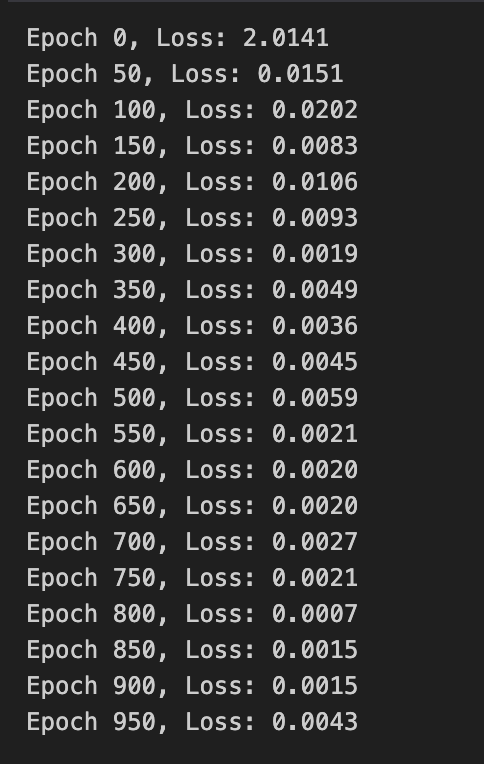 Epoch 0, Loss: 2.0141
Epoch 50, Loss: 0.0151
Epoch 100, Loss: 0.0202
Epoch 150, Loss: 0.0083
Epoch 200, Loss: 0.0106
Epoch 250, Loss: 0.0093
Epoch 300, Loss: 0.0019
Epoch 350, Loss: 0.0049
Epoch 400, Loss: 0.0036
Epoch 450, Loss: 0.0045
Epoch 500, Loss: 0.0059
Epoch 550, Loss: 0.0021
Epoch 600, Loss: 0.0020
Epoch 650, Loss: 0.0020
Epoch 700, Loss: 0.0027
Epoch 750, Loss: 0.0021
Epoch 800, Loss: 0.0007
Epoch 850, Loss: 0.0015
Epoch 900, Loss: 0.0015
Epoch 950, Loss: 0.0043